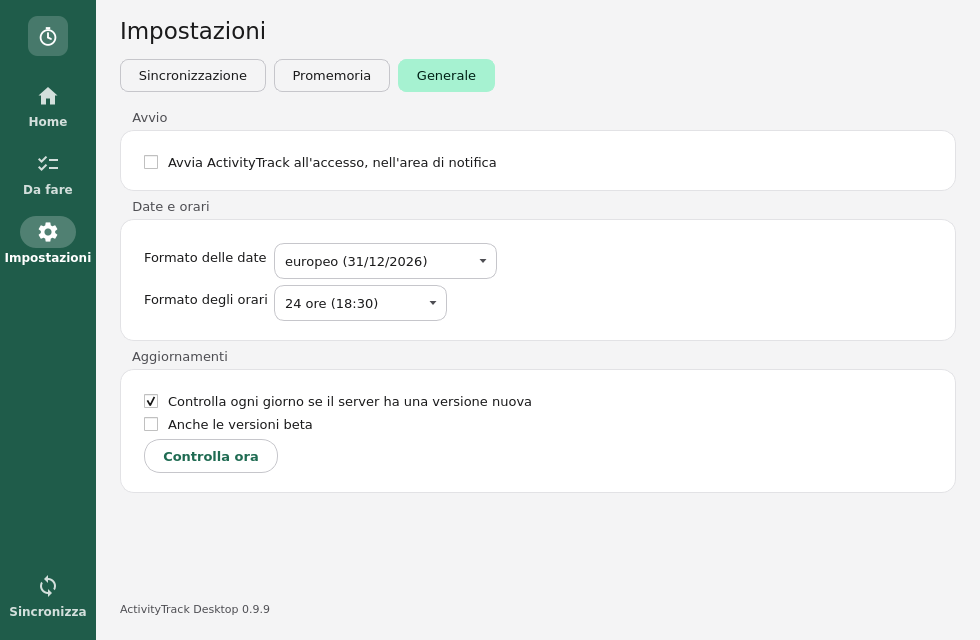 Impostazioni
Sincronizzazione
Promemoria
Generale
Home
Da fare
Impostazioni
Sincronizza
Avvio
Avvia ActivityTrack all'accesso, nell'area di notifica
Date e orari
Formato delle date
europeo (31/12/2026)
Formato degli orari
24 ore (18:30)
Aggiornamenti
Controlla ogni giorno se il server ha una versione nuova
Anche le versioni beta
Controlla ora
ActivityTrack Desktop 0.9.9